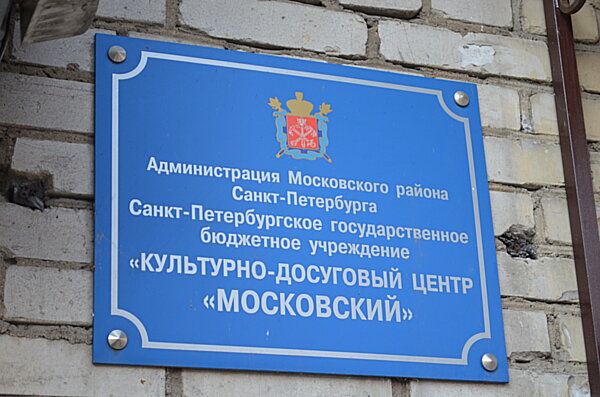 Администрация Московского района
Санкт-Петербурга
Санкт-Петербургское государственное
бюджетное учреждение
«КУЛЬТУРНО-ДОСУГОВЫЙ ЦЕНТР
«МОСКОВСКИЙ»